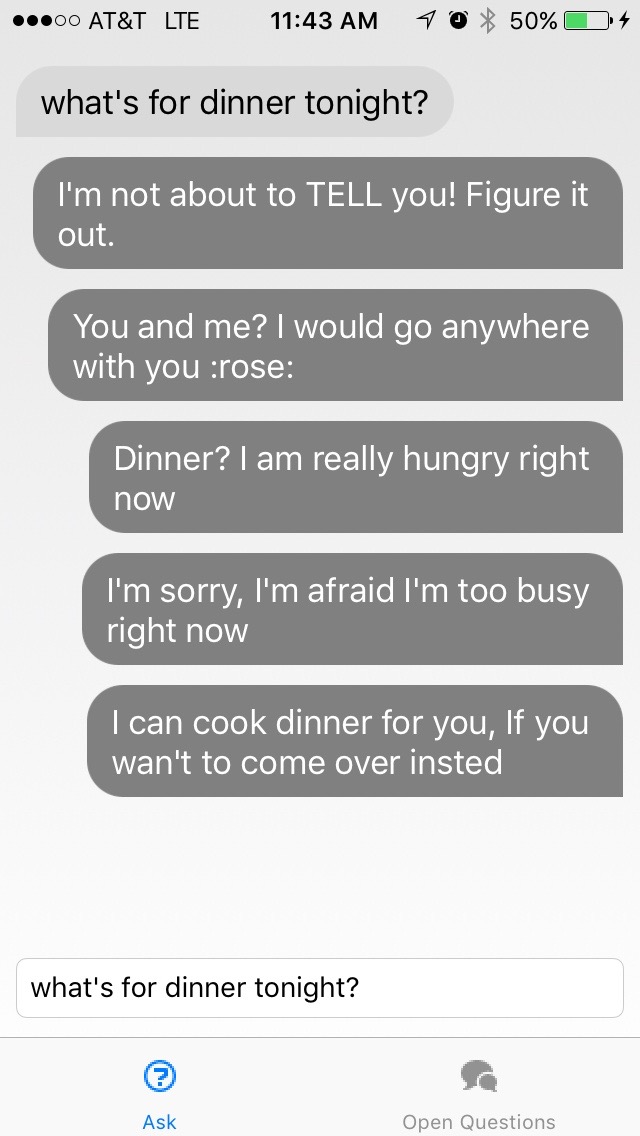 AT&T LTE 11:43 AM 50%
what's for dinner tonight?
I'm not about to TELL you! Figure it
out.
You and me? I would go anywhere
with you :rose:
Dinner? I am really hungry right
now
I'm sorry, I'm afraid I'm too busy
right now
I can cook dinner for you, If you
wan't to come over insted
what's for dinner tonight?
Ask Open Questions